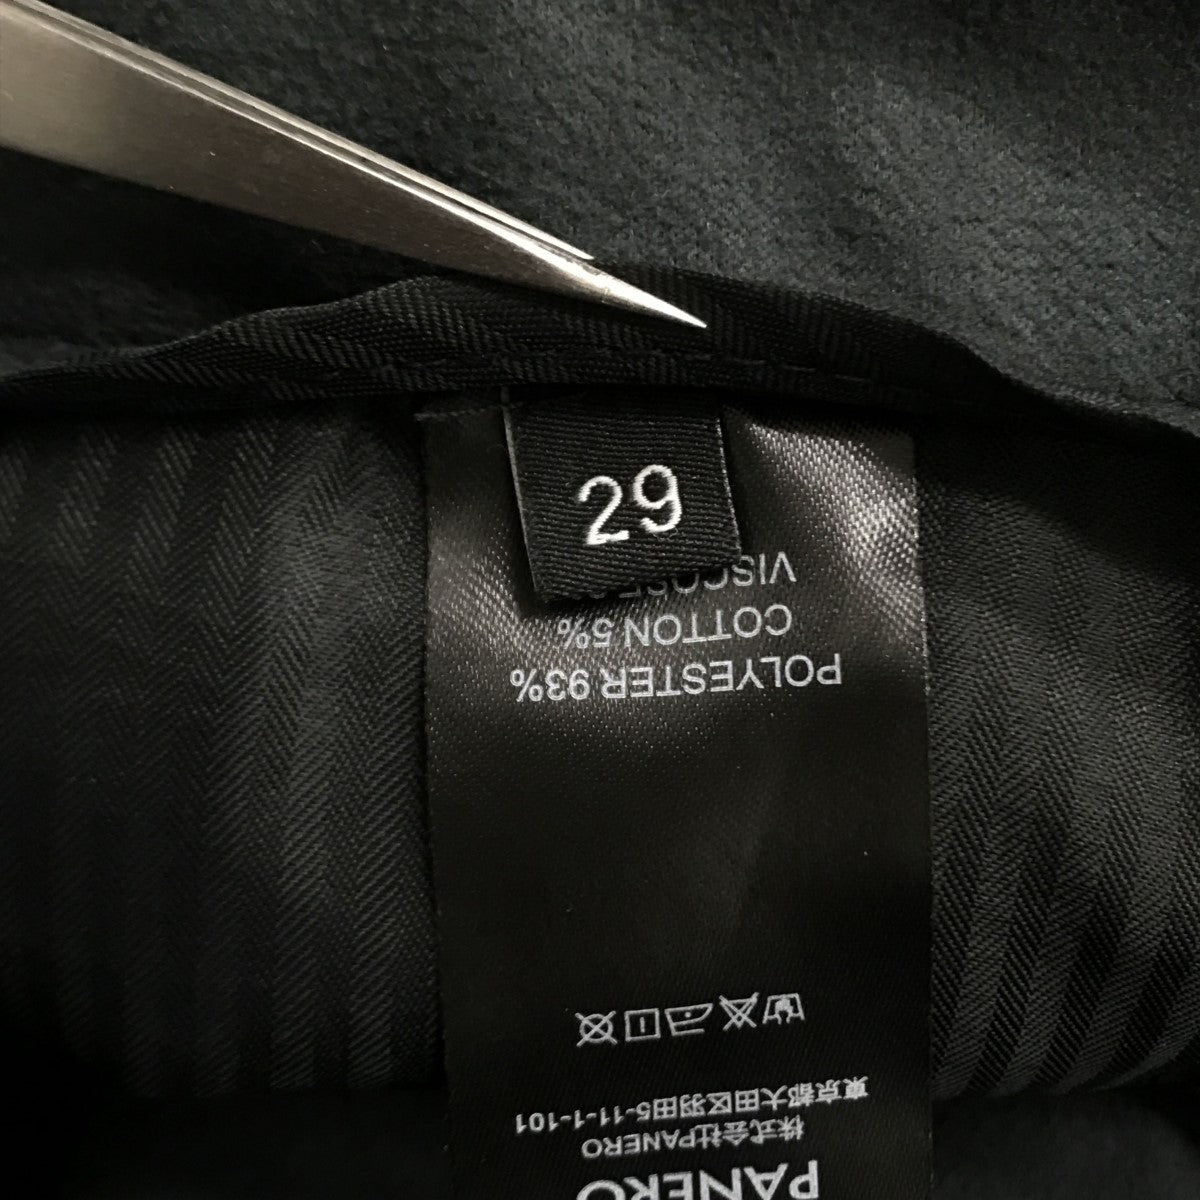 29
PANERO
株式会社PANERO
東京都大田区羽田5-11-1-101
POLYESTER 93%
COTTON 5%
VISCOSE